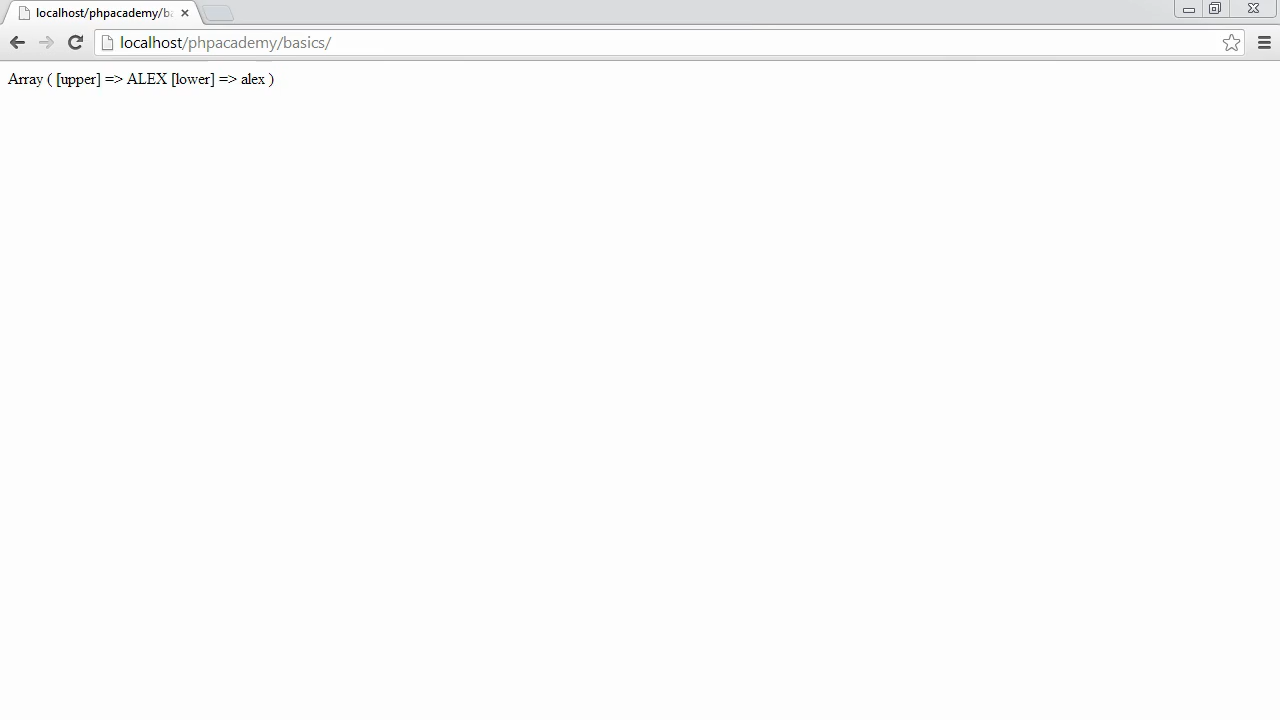 localhost/phpacademy/b
localhost/phpacademy/basics/
Array ( [upper] => ALEX [lower] => alex )